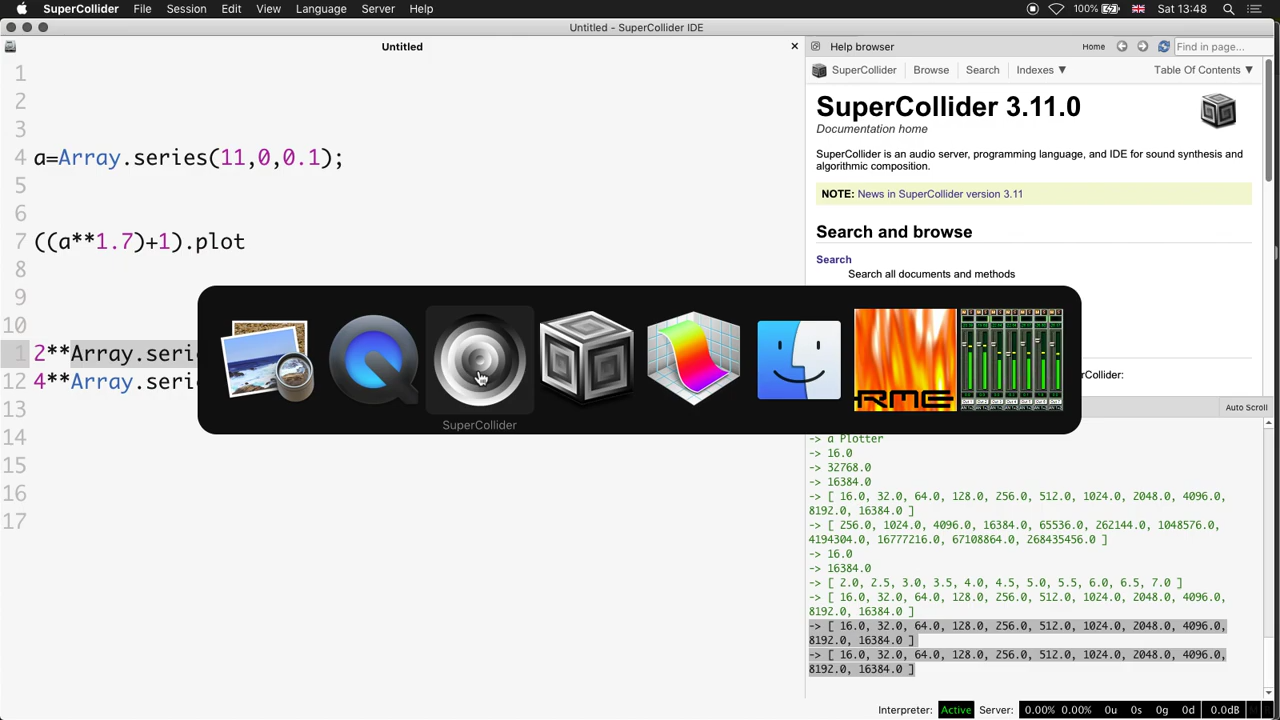 SuperCollider File Session Edit View Language Server Help 100% Sat 13:48
Untitled - SuperCollider IDE
Untitled
Help browser Home Find in page...
SuperCollider Browse Search Indexes ▼ Table Of Contents ▼
SuperCollider 3.11.0
Documentation home
SuperCollider is an audio server, programming language, and IDE for sound synthesis and
algorithmic composition.
NOTE: News in SuperCollider version 3.11
Search and browse
Search
Search all documents and methods
1
2
3
4 a=Array.series(11,0,0.1);
5
6
7 ((a**1.7)+1).plot
8
9
10
1 2**Array.seri
12 4**Array.seri
13
14
15
16
17
SuperCollider
RME
Collider:
Auto Scroll
-> a Plotter
-> 16.0
-> 32768.0
-> 16384.0
-> [ 16.0, 32.0, 64.0, 128.0, 256.0, 512.0, 1024.0, 2048.0, 4096.0,
8192.0, 16384.0 ]
-> [ 256.0, 1024.0, 4096.0, 16384.0, 65536.0, 262144.0, 1048576.0,
4194304.0, 16777216.0, 67108864.0, 268435456.0 ]
-> 16.0
-> 16384.0
-> [ 2.0, 2.5, 3.0, 3.5, 4.0, 4.5, 5.0, 5.5, 6.0, 6.5, 7.0 ]
-> [ 16.0, 32.0, 64.0, 128.0, 256.0, 512.0, 1024.0, 2048.0, 4096.0,
8192.0, 16384.0 ]
-> [ 16.0, 32.0, 64.0, 128.0, 256.0, 512.0, 1024.0, 2048.0, 4096.0,
8192.0, 16384.0 ]
-> [ 16.0, 32.0, 64.0, 128.0, 256.0, 512.0, 1024.0, 2048.0, 4096.0,
8192.0, 16384.0 ]
Interpreter: Active Server: 0.00% 0.00% 0u 0s 0g 0d 0.0dB